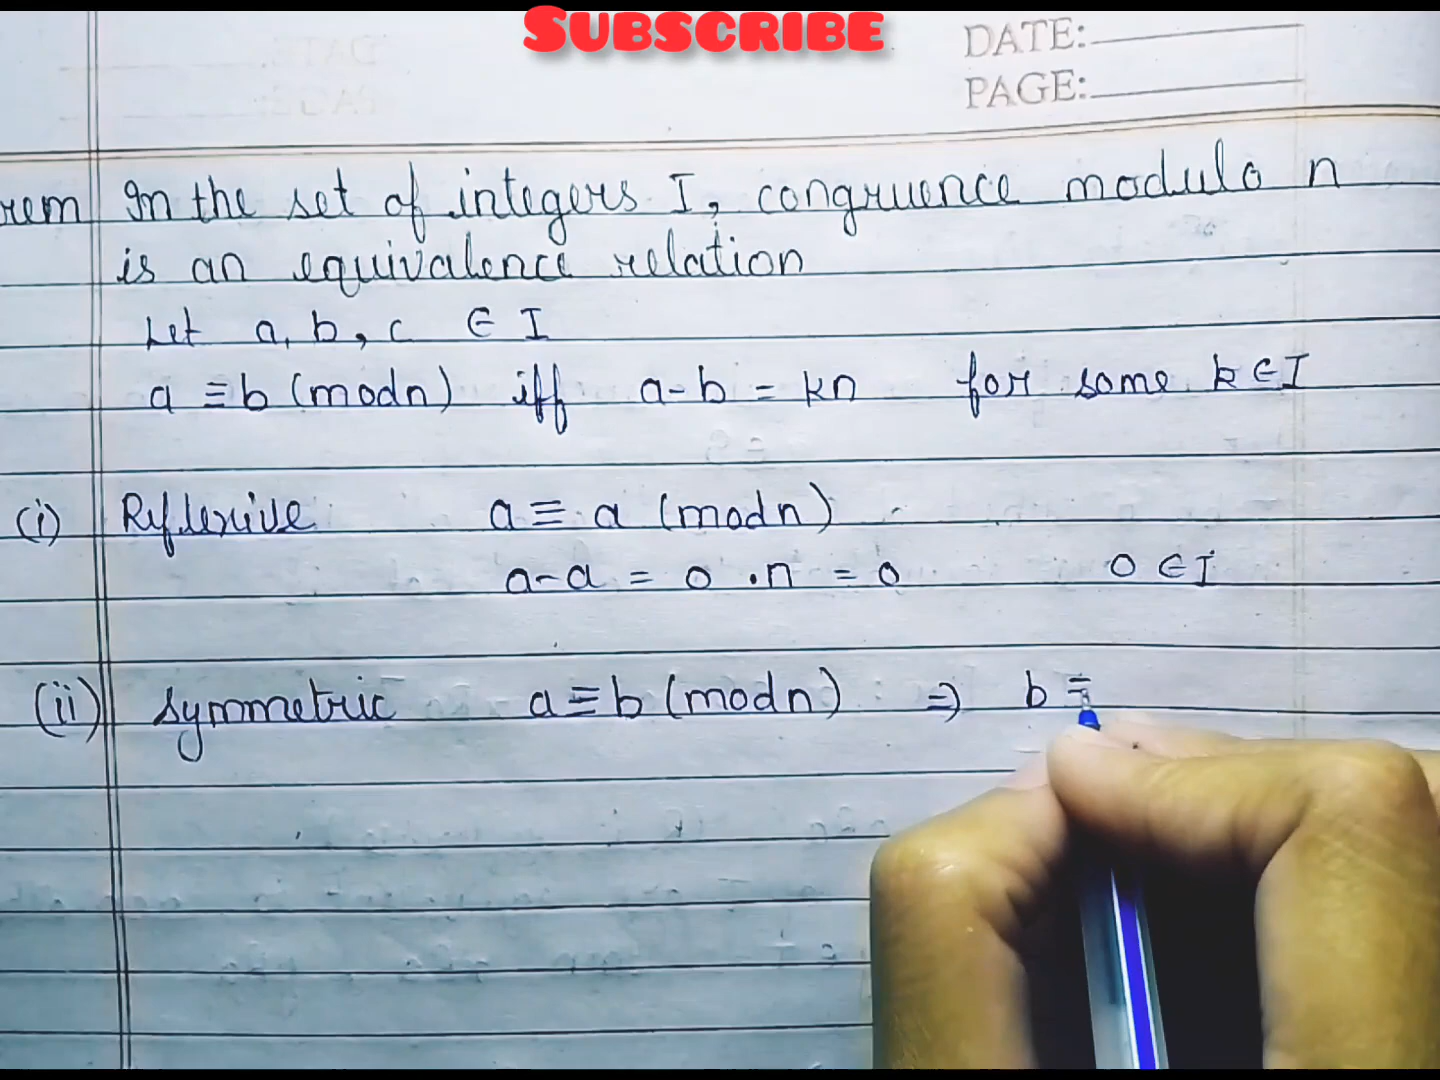 SUBSCRIBE
DATE:
PAGE:
rem In the set of integers I, congruence modulo n
is an equivalence relation
Let a, b, c ∈ I
a ≡ b (mod n) iff a - b = kn for some k ∈ I
(i) Reflexive a ≡ a (mod n)
a - a = 0 . n = 0 0 ∈ I
(ii) Symmetric a ≡ b (mod n) ⇒ b =